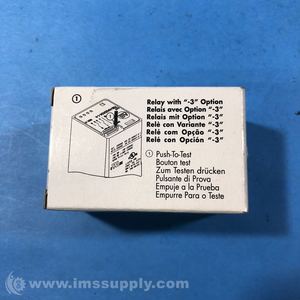 ①
Relay with "-3" Option
Relais avec Option "-3"
Relais mit Option "-3"
Relé con Variante "-3"
Relé com Opção "-3"
Relé con Opción "-3"
① Push-To-Test
Bouton test
Zum Testen drücken
Pulsante di Prova
Empuje a la Prueba
Empurre Para o Teste
© www.imssupply.com